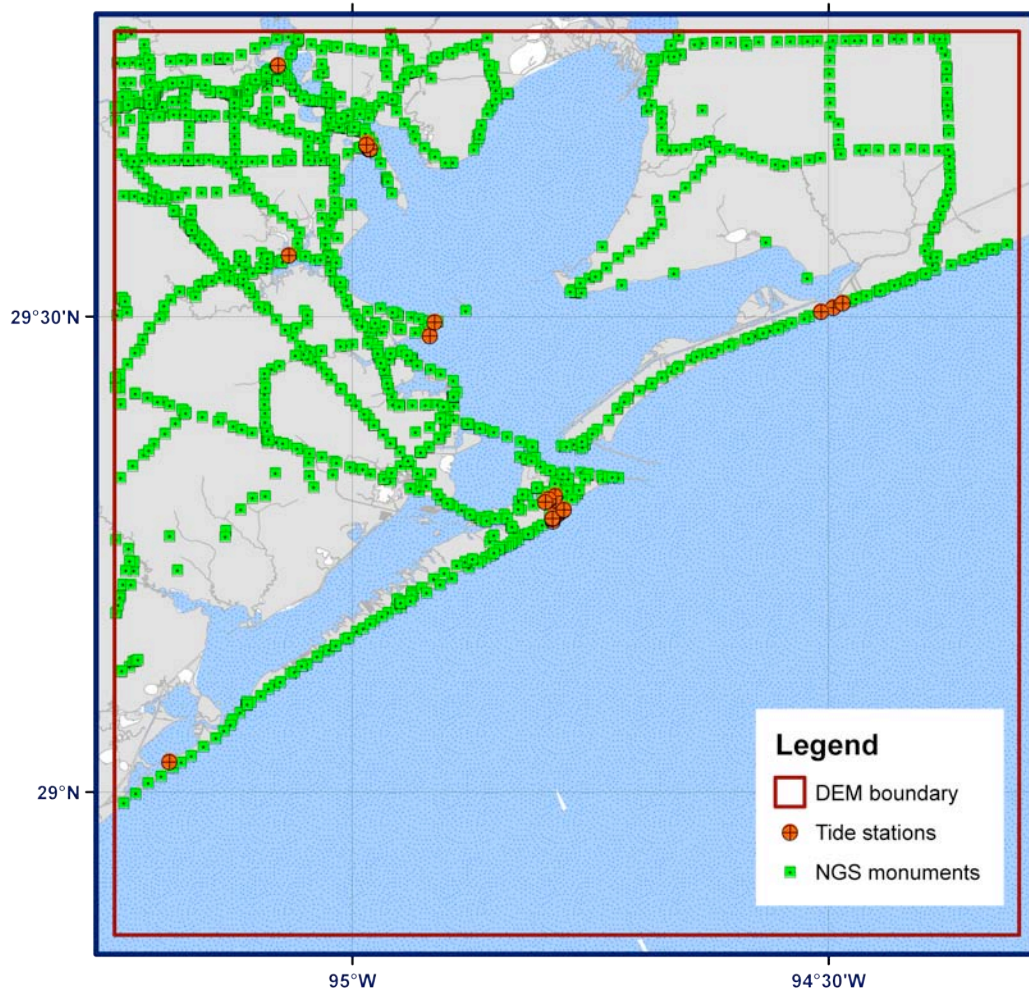 29°30'N
29°N
Legend
DEM boundary
Tide stations
NGS monuments
95°W
94°30'W